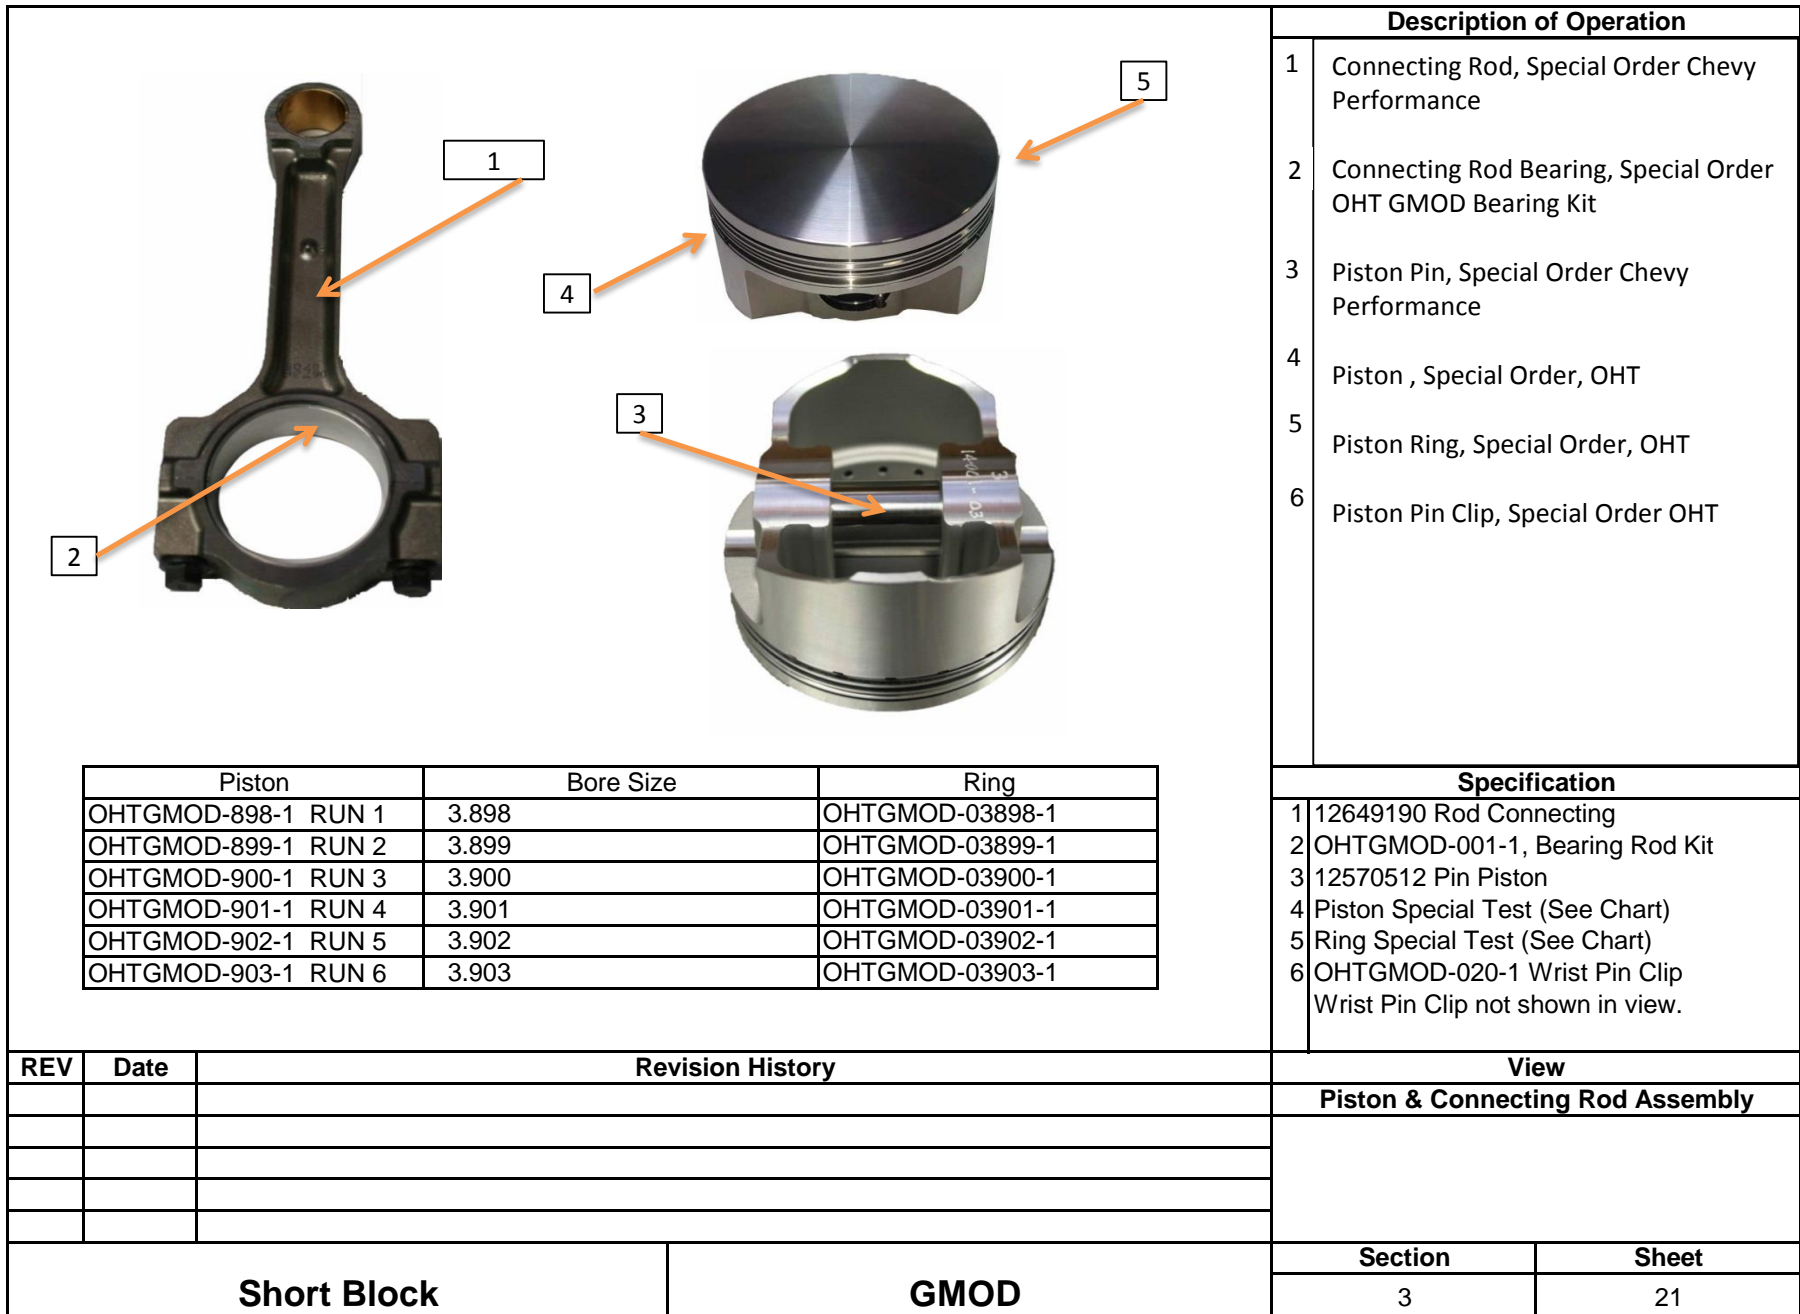 Description of Operation
1 Connecting Rod, Special Order Chevy
Performance
2 Connecting Rod Bearing, Special Order
OHT GMOD Bearing Kit
3 Piston Pin, Special Order Chevy
Performance
4 Piston , Special Order, OHT
5 Piston Ring, Special Order, OHT
6 Piston Pin Clip, Special Order OHT
1
5
4
3
2
Piston Bore Size Ring
OHTGMOD-898-1 RUN 1 3.898 OHTGMOD-03898-1
OHTGMOD-899-1 RUN 2 3.899 OHTGMOD-03899-1
OHTGMOD-900-1 RUN 3 3.900 OHTGMOD-03900-1
OHTGMOD-901-1 RUN 4 3.901 OHTGMOD-03901-1
OHTGMOD-902-1 RUN 5 3.902 OHTGMOD-03902-1
OHTGMOD-903-1 RUN 6 3.903 OHTGMOD-03903-1
Specification
1 12649190 Rod Connecting
2 OHTGMOD-001-1, Bearing Rod Kit
3 12570512 Pin Piston
4 Piston Special Test (See Chart)
5 Ring Special Test (See Chart)
6 OHTGMOD-020-1 Wrist Pin Clip
Wrist Pin Clip not shown in view.
REV Date Revision History
View
Piston & Connecting Rod Assembly
Short Block
GMOD
Section Sheet
3 21